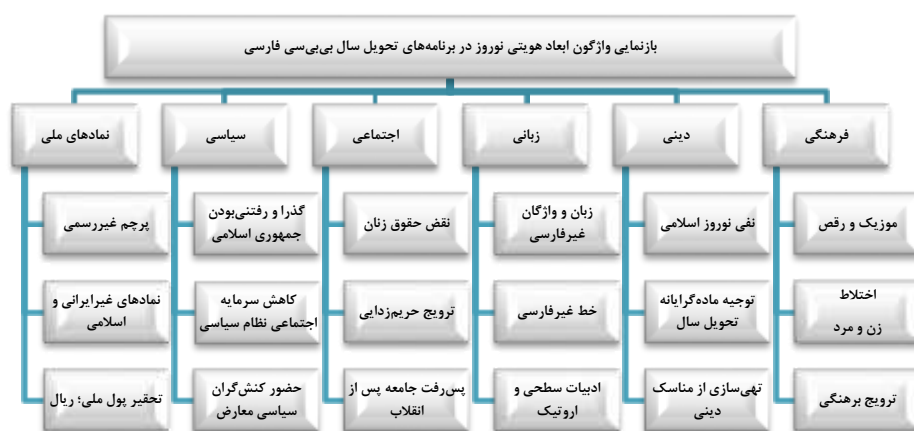 بازنمایی واژگون ابعاد هویتی نوروز در برنامه‌های تحویل سال بی‌بی‌سی فارسی
فرهنگی
موزیک و رقص
اختلاط
زن و مرد
ترویج برهنگی
دینی
نفی نوروز اسلامی
توجیه ماده‌گرایانه
تحویل سال
تهی‌سازی از مناسک
دینی
زبانی
زبان و واژگان
غیرفارسی
خط غیرفارسی
ادبیات سطحی و
اروتیک
اجتماعی
نقض حقوق زنان
ترویج حریم‌زدایی
پس‌رفت جامعه پس از
انقلاب
سیاسی
گذرا و رفتنی‌بودن
جمهوری اسلامی
کاهش سرمایه
اجتماعی نظام سیاسی
حضور کنش‌گران
سیاسی معارض
نمادهای ملی
پرچم غیررسمی
نمادهای غیرایرانی و
اسلامی
تحقیر پول ملی؛ ریال